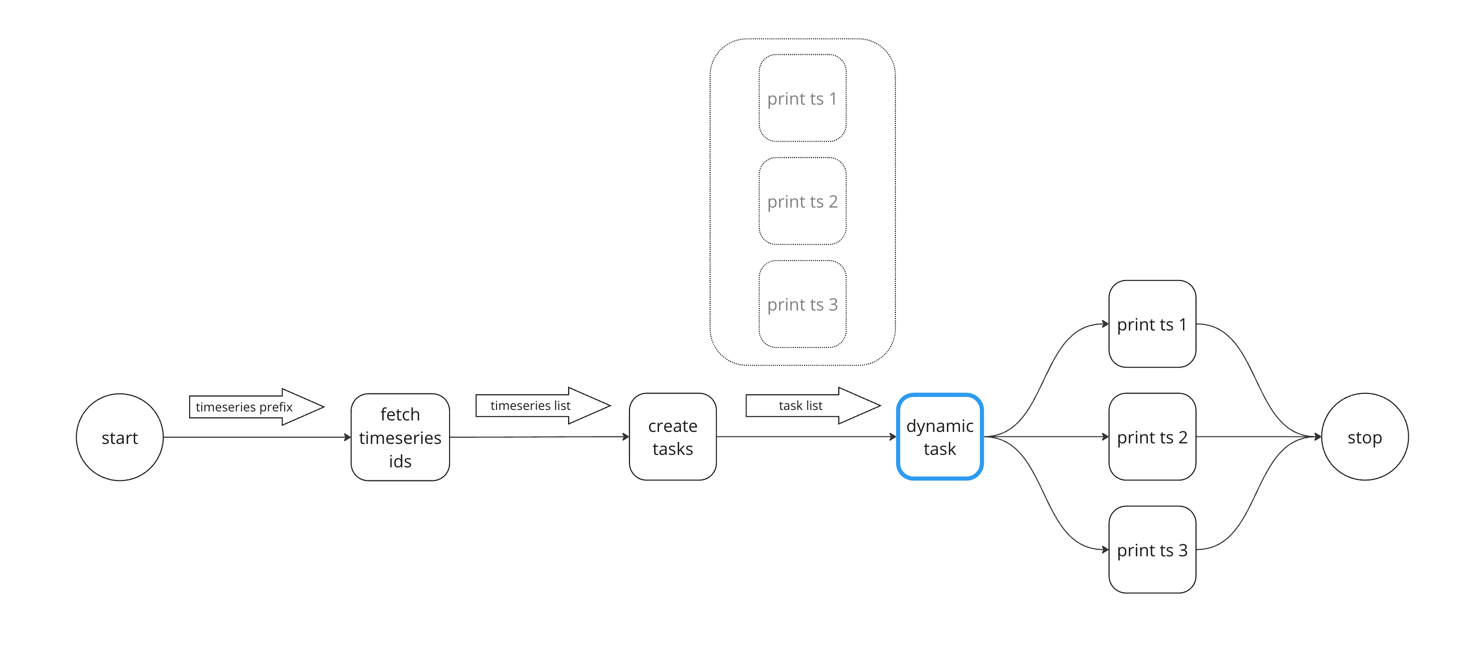 print ts 1
print ts 2
print ts 3
start
timeseries prefix
fetch
timeseries
ids
timeseries list
create
tasks
task list
dynamic
task
print ts 1
print ts 2
print ts 3
stop